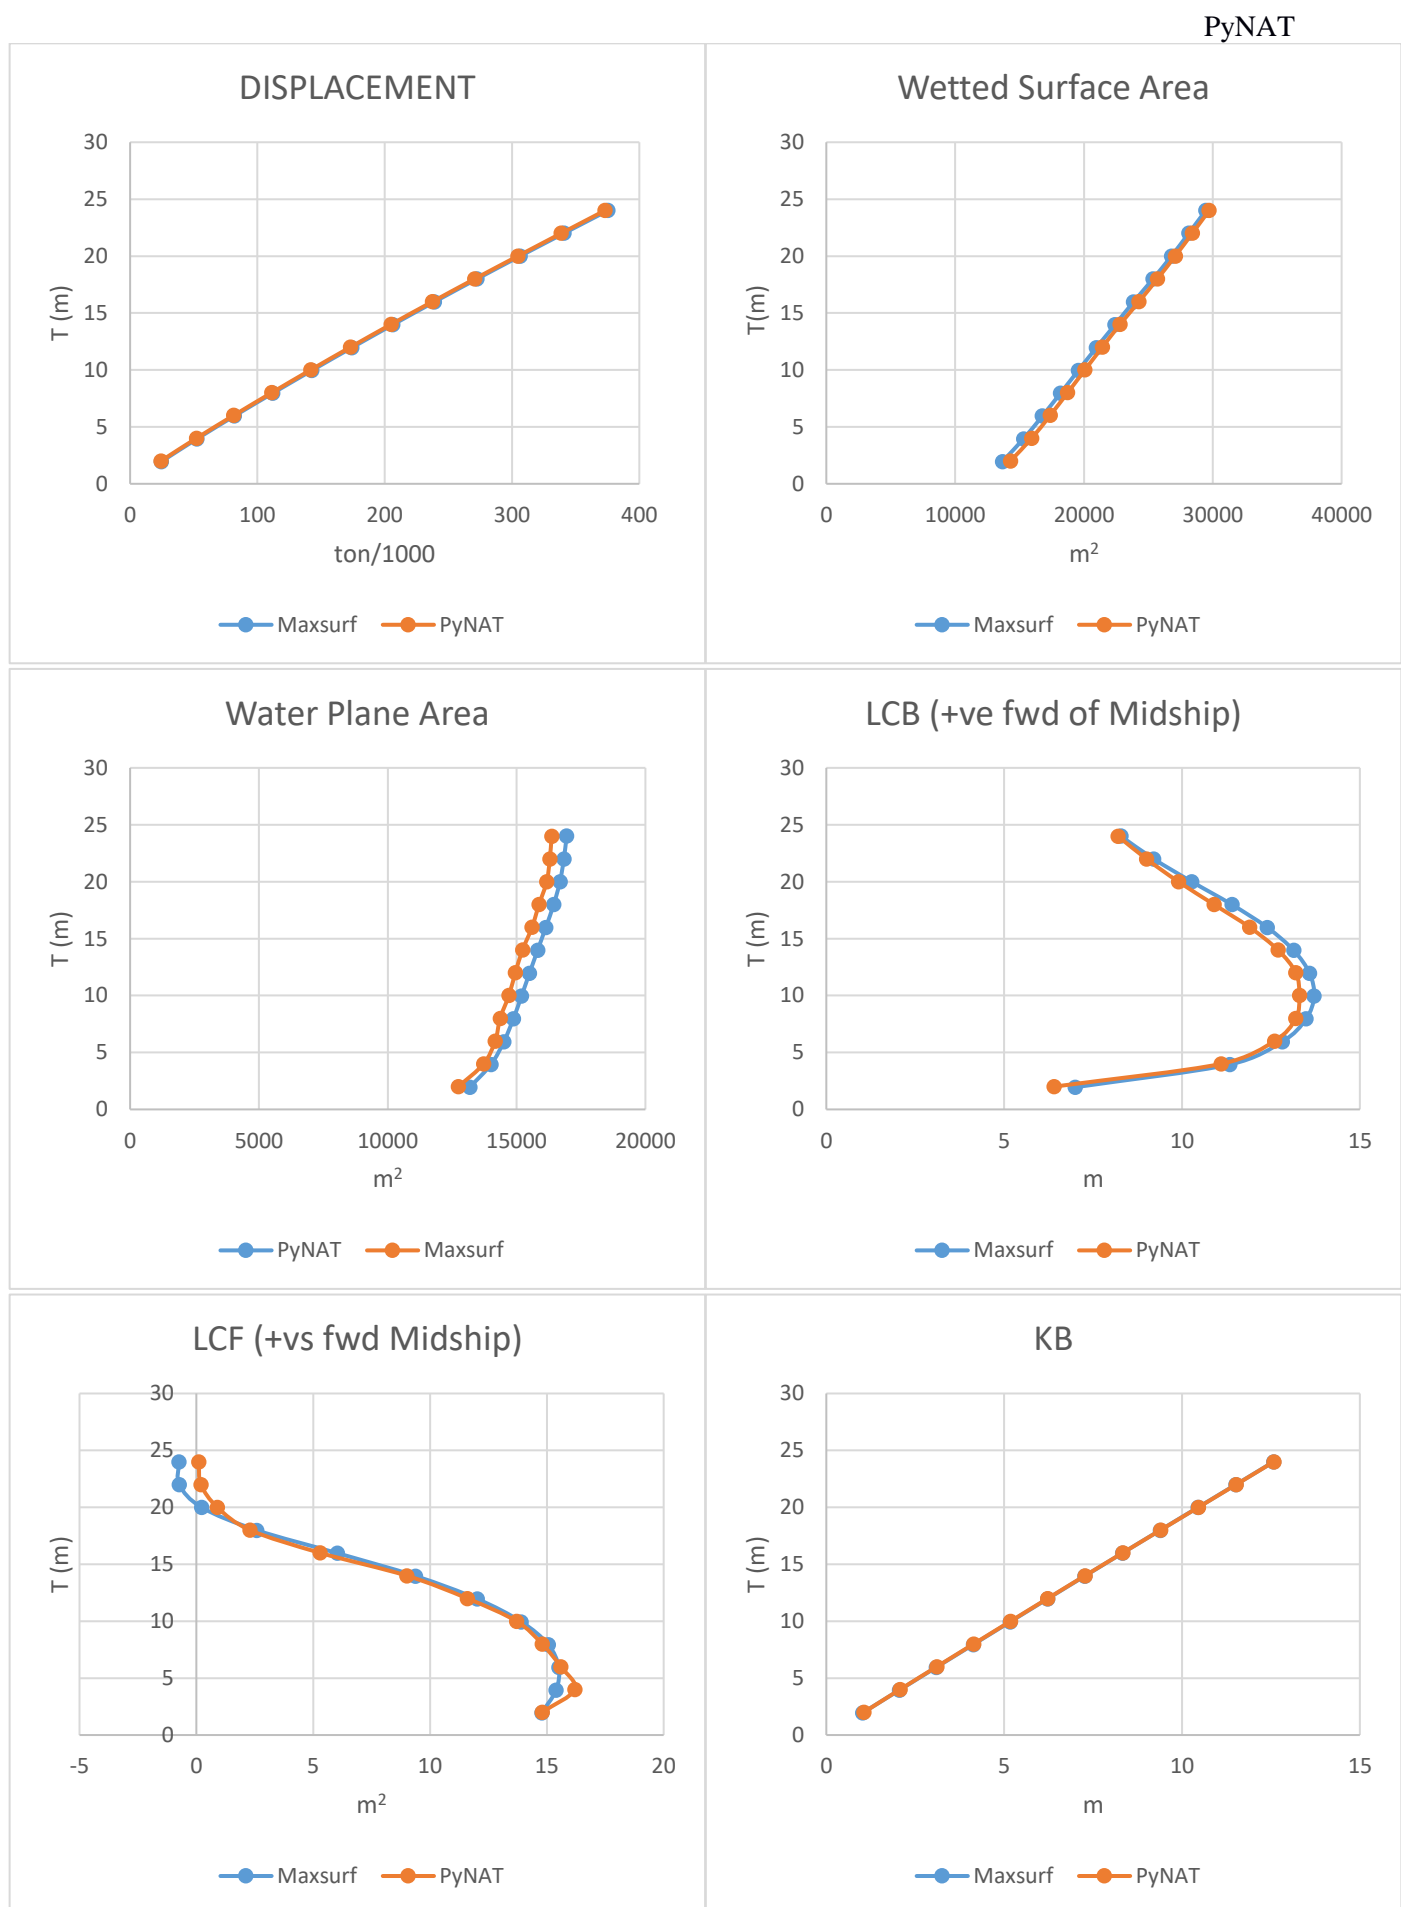 PyNAT
DISPLACEMENT
30
25
20
15
10
5
0
T (m)
0 100 200 300 400
ton/1000
Maxsurf PyNAT
Wetted Surface Area
30
25
20
15
10
5
0
T(m)
0 10000 20000 30000 40000
m²
Maxsurf PyNAT
Water Plane Area
30
25
20
15
10
5
0
T (m)
0 5000 10000 15000 20000
m²
PyNAT Maxsurf
LCB (+ve fwd of Midship)
30
25
20
15
10
5
0
T (m)
0 5 10 15
m
Maxsurf PyNAT
LCF (+vs fwd Midship)
30
25
20
15
10
5
0
T (m)
-5 0 5 10 15 20
m²
Maxsurf PyNAT
KB
30
25
20
15
10
5
0
T (m)
0 5 10 15
m
Maxsurf PyNAT